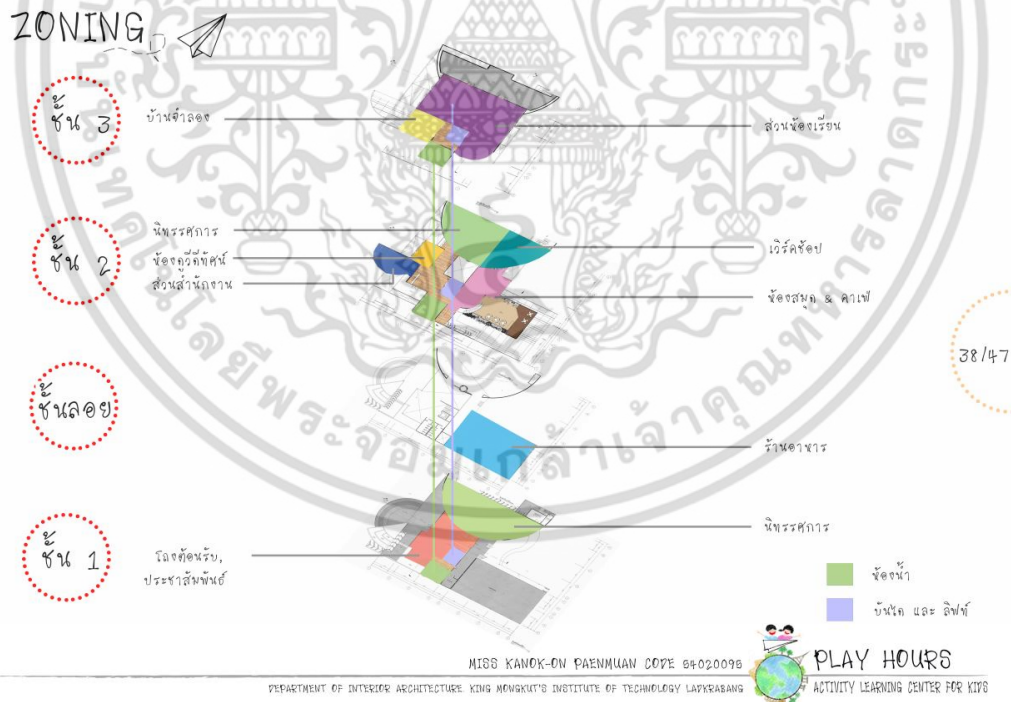 ZONING
ชั้น 3
บ้านจำลอง
ส่วนห้องเรียน
ชั้น 2
นิทรรศการ
ห้องดูวีดีทัศน์
ส่วนสำนักงาน
เวิร์คช้อป
ห้องสมุด & คาเฟ่
38/47
ชั้นลอย
ร้านอาหาร
นิทรรศการ
ชั้น 1
โถงต้อนรับ,
ประชาสัมพันธ์
ห้องน้ำ
บันได และ ลิฟท์
MISS KANOK-ON PAENMUAN CODE 54020095
PLAY HOURS
DEPARTMENT OF INTERIOR ARCHITECTURE KING MONGKUT'S INSTITUTE OF TECHNOLOGY LADKRABANG
ACTIVITY LEARNING CENTER FOR KIDS